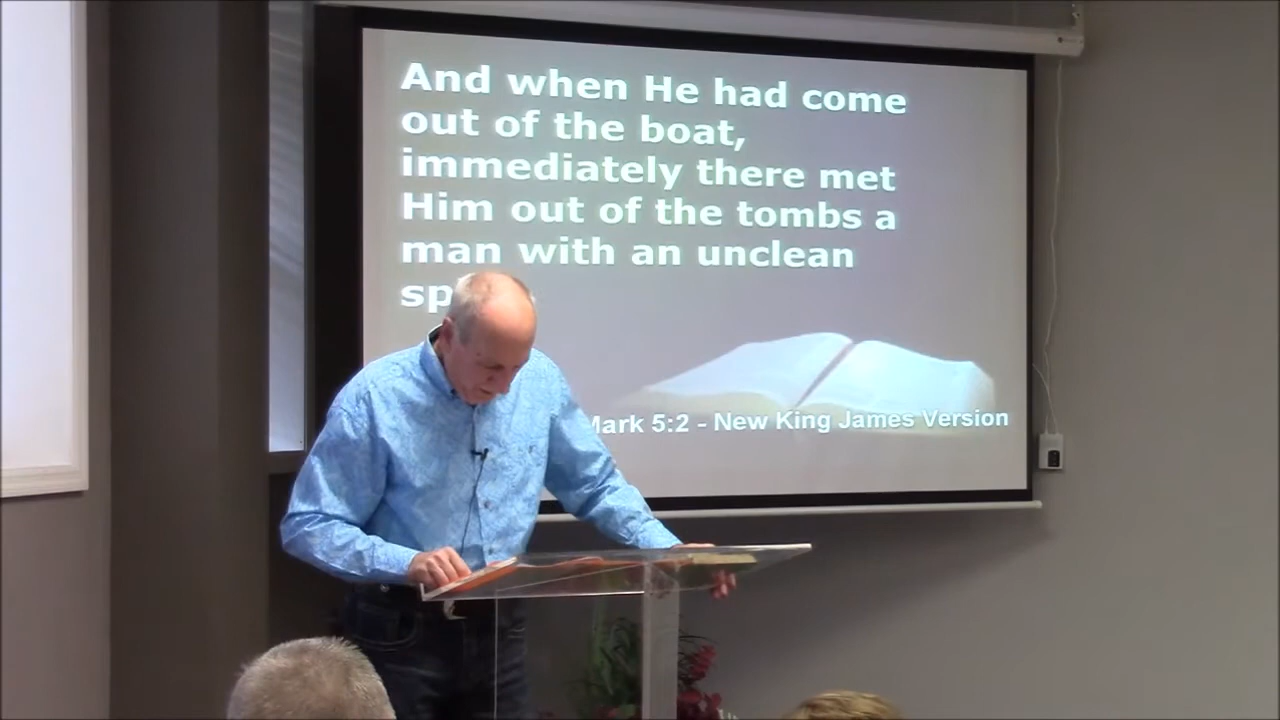 And when He had come
out of the boat,
immediately there met
Him out of the tombs a
man with an unclean
sp
Mark 5:2 - New King James Version